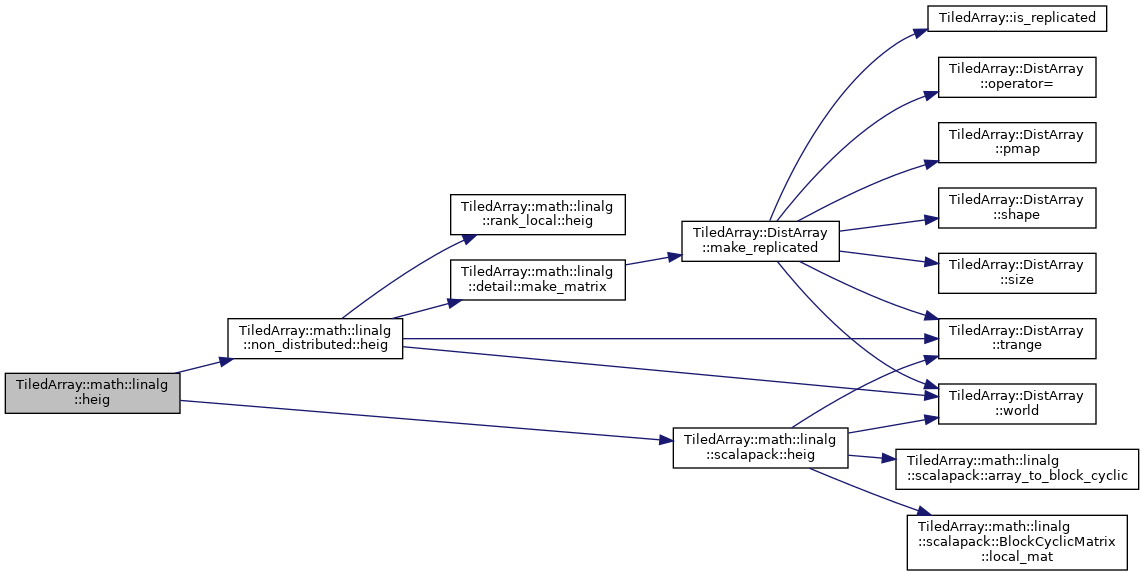 TiledArray::is_replicated
TiledArray::DistArray
::operator=
TiledArray::DistArray
::pmap
TiledArray::DistArray
::shape
TiledArray::math::linalg
::rank_local::heig
TiledArray::DistArray
::make_replicated
TiledArray::math::linalg
::detail::make_matrix
TiledArray::DistArray
::size
TiledArray::math::linalg
::non_distributed::heig
TiledArray::DistArray
::trange
TiledArray::math::linalg
::heig
TiledArray::DistArray
::world
TiledArray::math::linalg
::scalapack::heig
TiledArray::math::linalg
::scalapack::array_to_block_cyclic
TiledArray::math::linalg
::scalapack::BlockCyclicMatrix
::local_mat